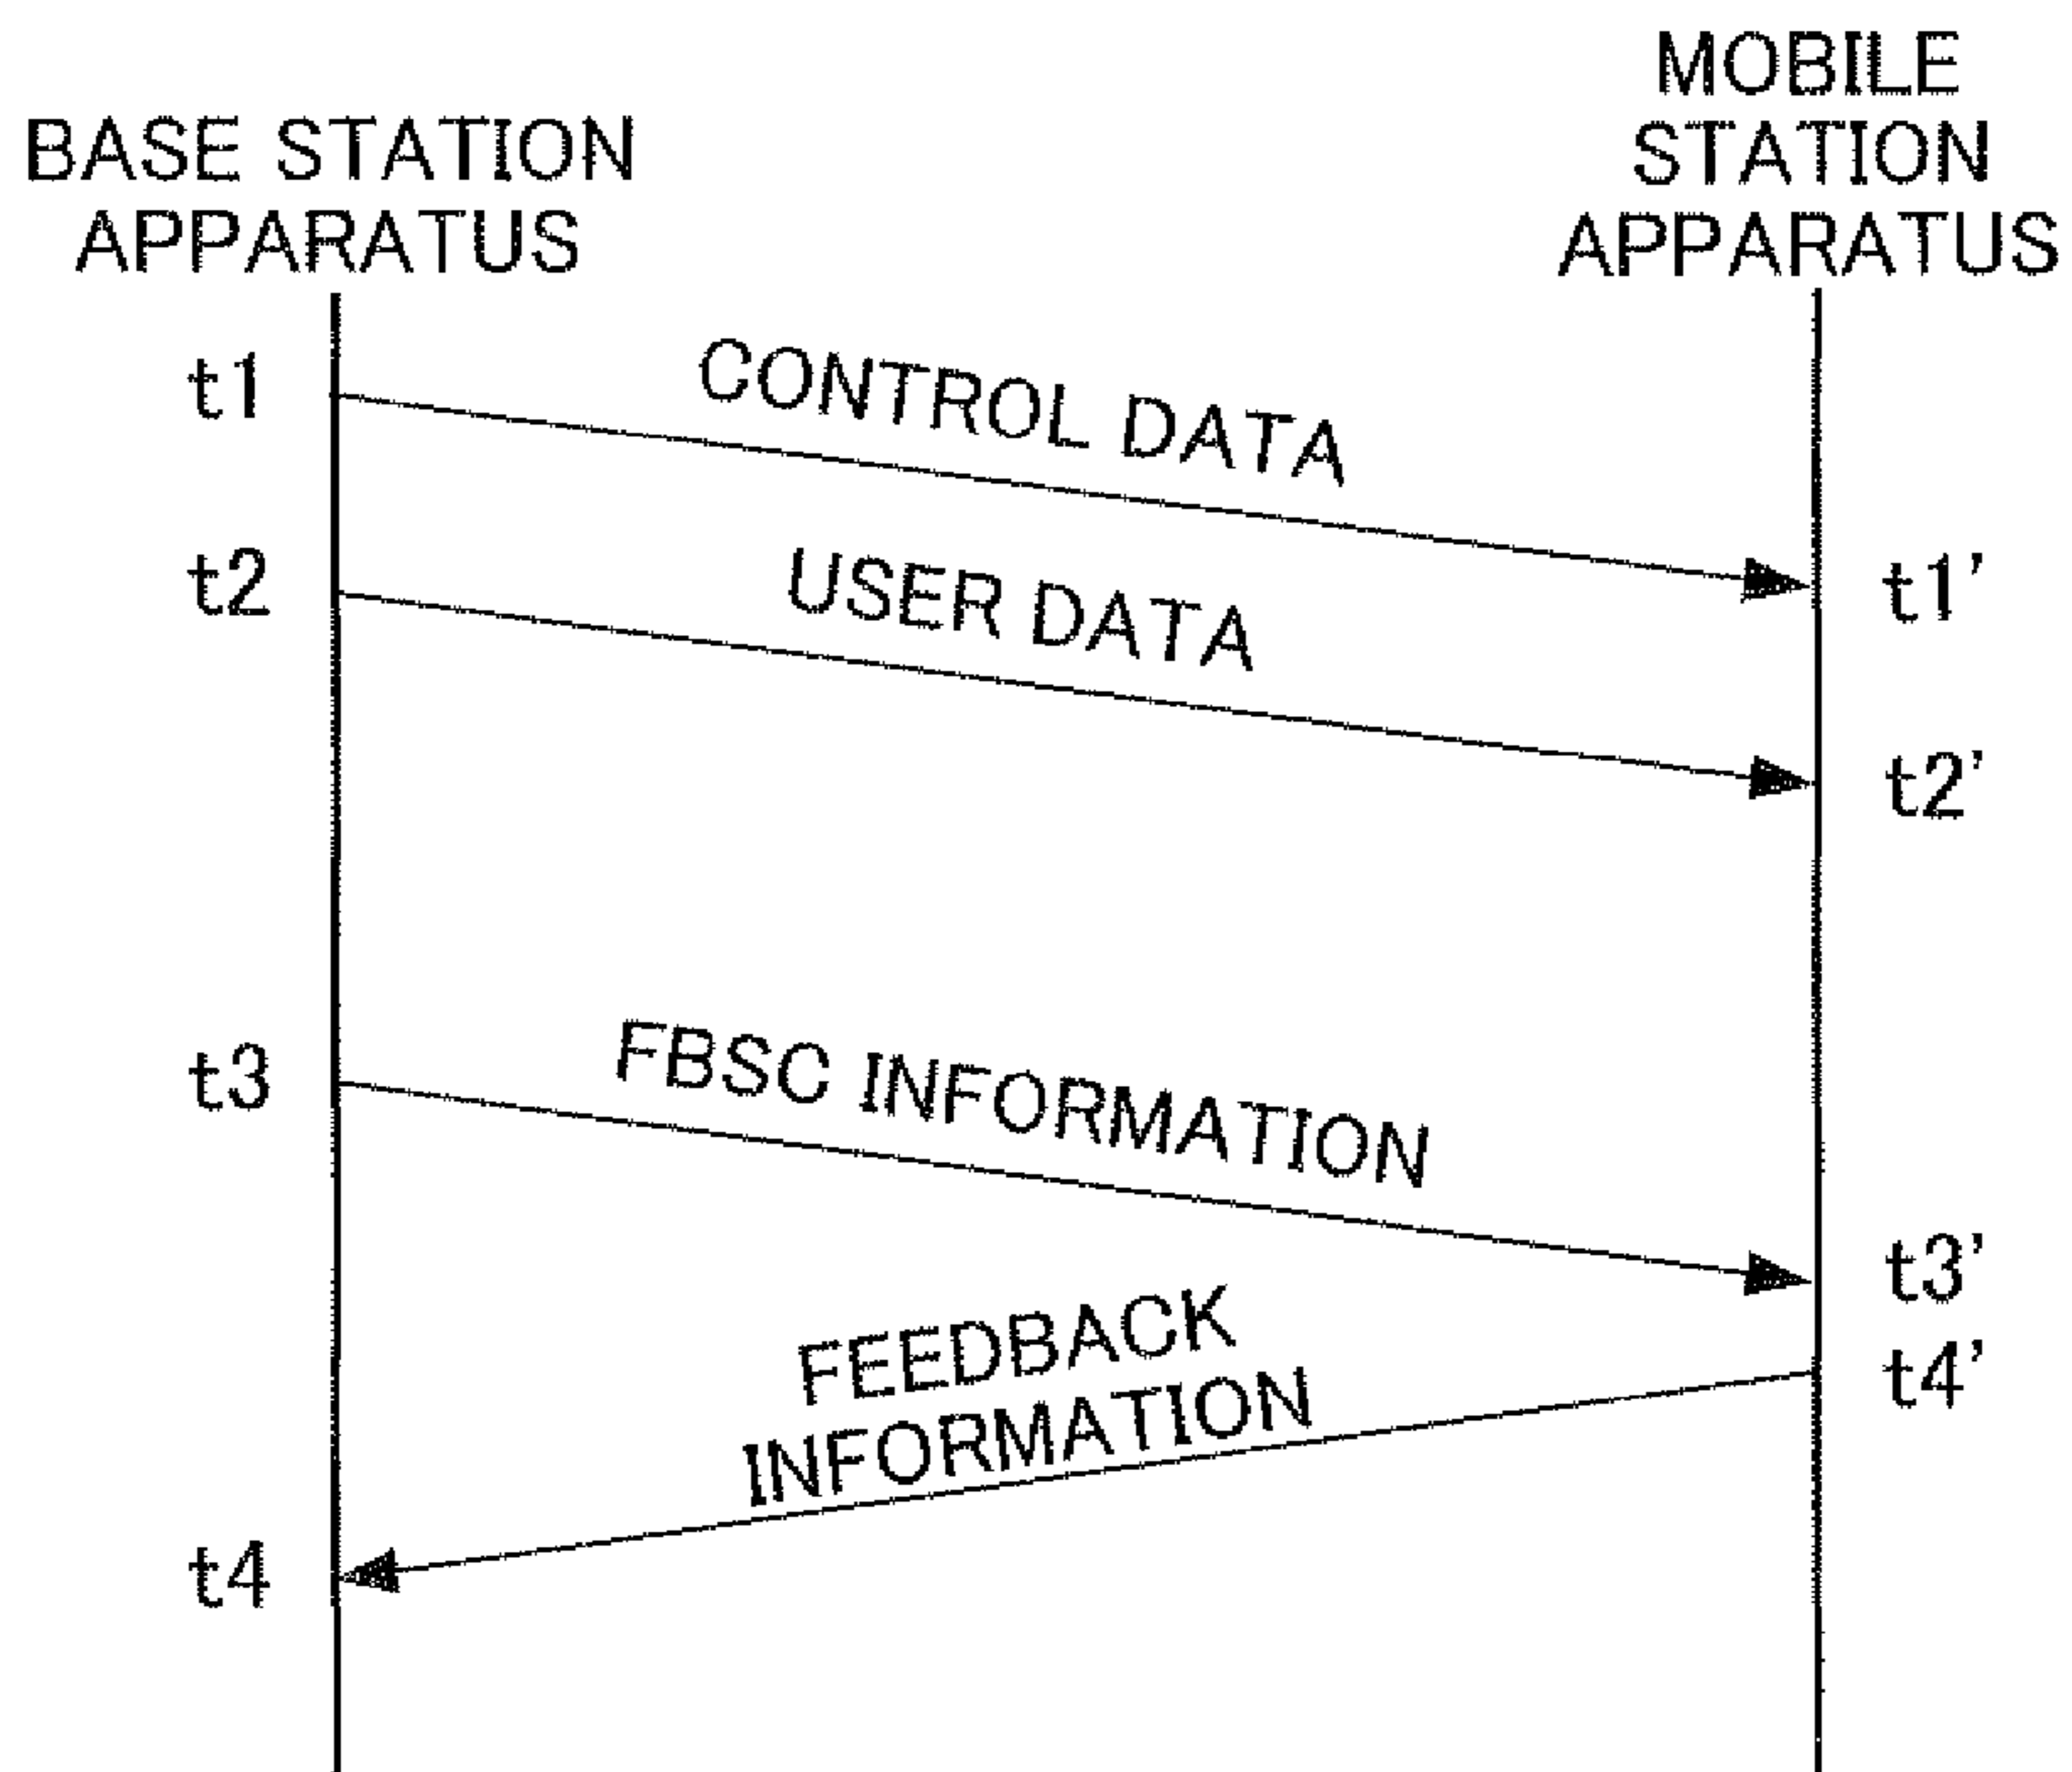 BASE STATION
APPARATUS
MOBILE
STATION
APPARATUS
t1
CONTROL DATA
t1'
t2
USER DATA
t2'
t3
FBSC INFORMATION
t3'
FEEDBACK
INFORMATION
t4'
t4